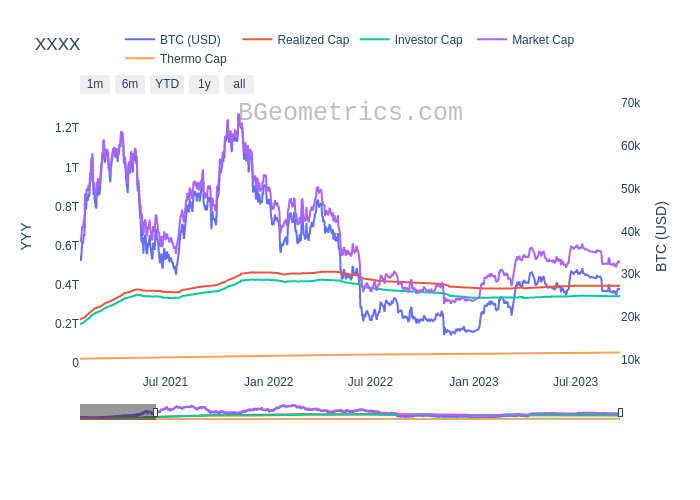 XXXX
BTC (USD) Realized Cap Investor Cap Market Cap
Thermo Cap
1m 6m YTD 1y all
BGeometrics.com
70k
1.2T
60k
1T
50k
0.8T
40k
0.6T
30k
0.4T
20k
0.2T
10k
0
YYY
BTC (USD)
Jul 2021 Jan 2022 Jul 2022 Jan 2023 Jul 2023